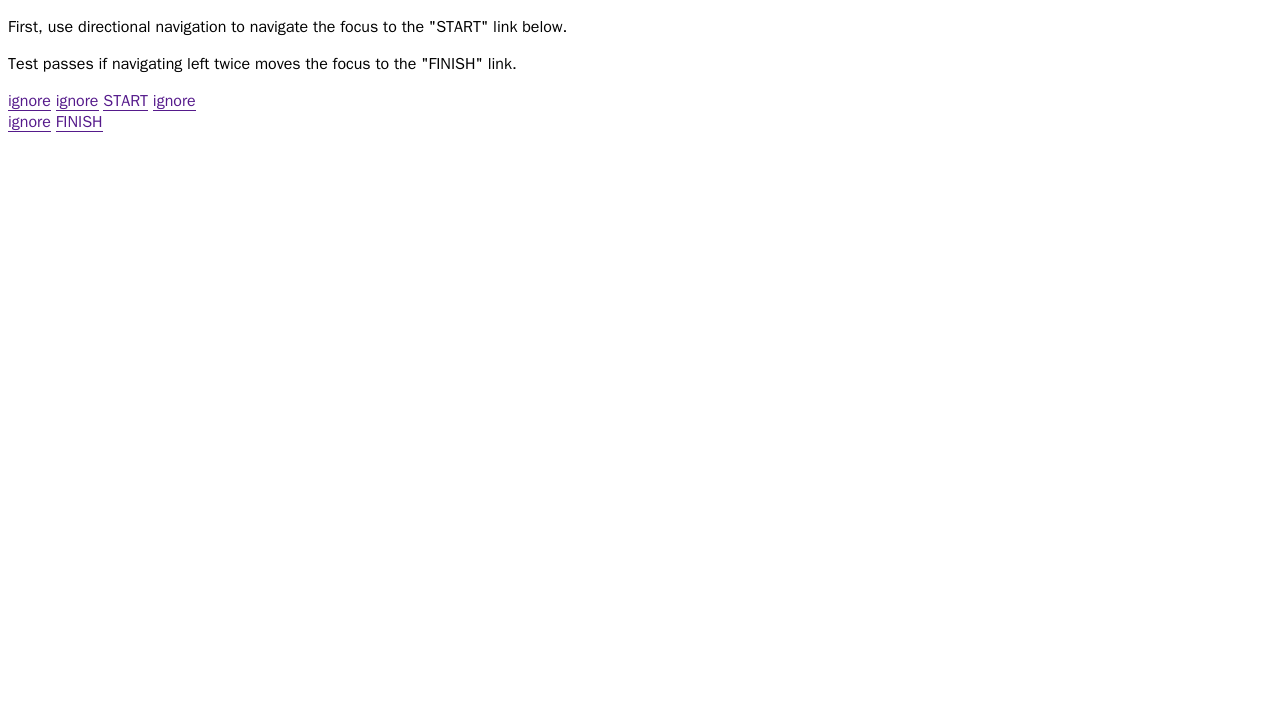 First, use directional navigation to navigate the focus to the "START" link below.
Test passes if navigating left twice moves the focus to the "FINISH" link.
ignore ignore START ignore
ignore FINISH